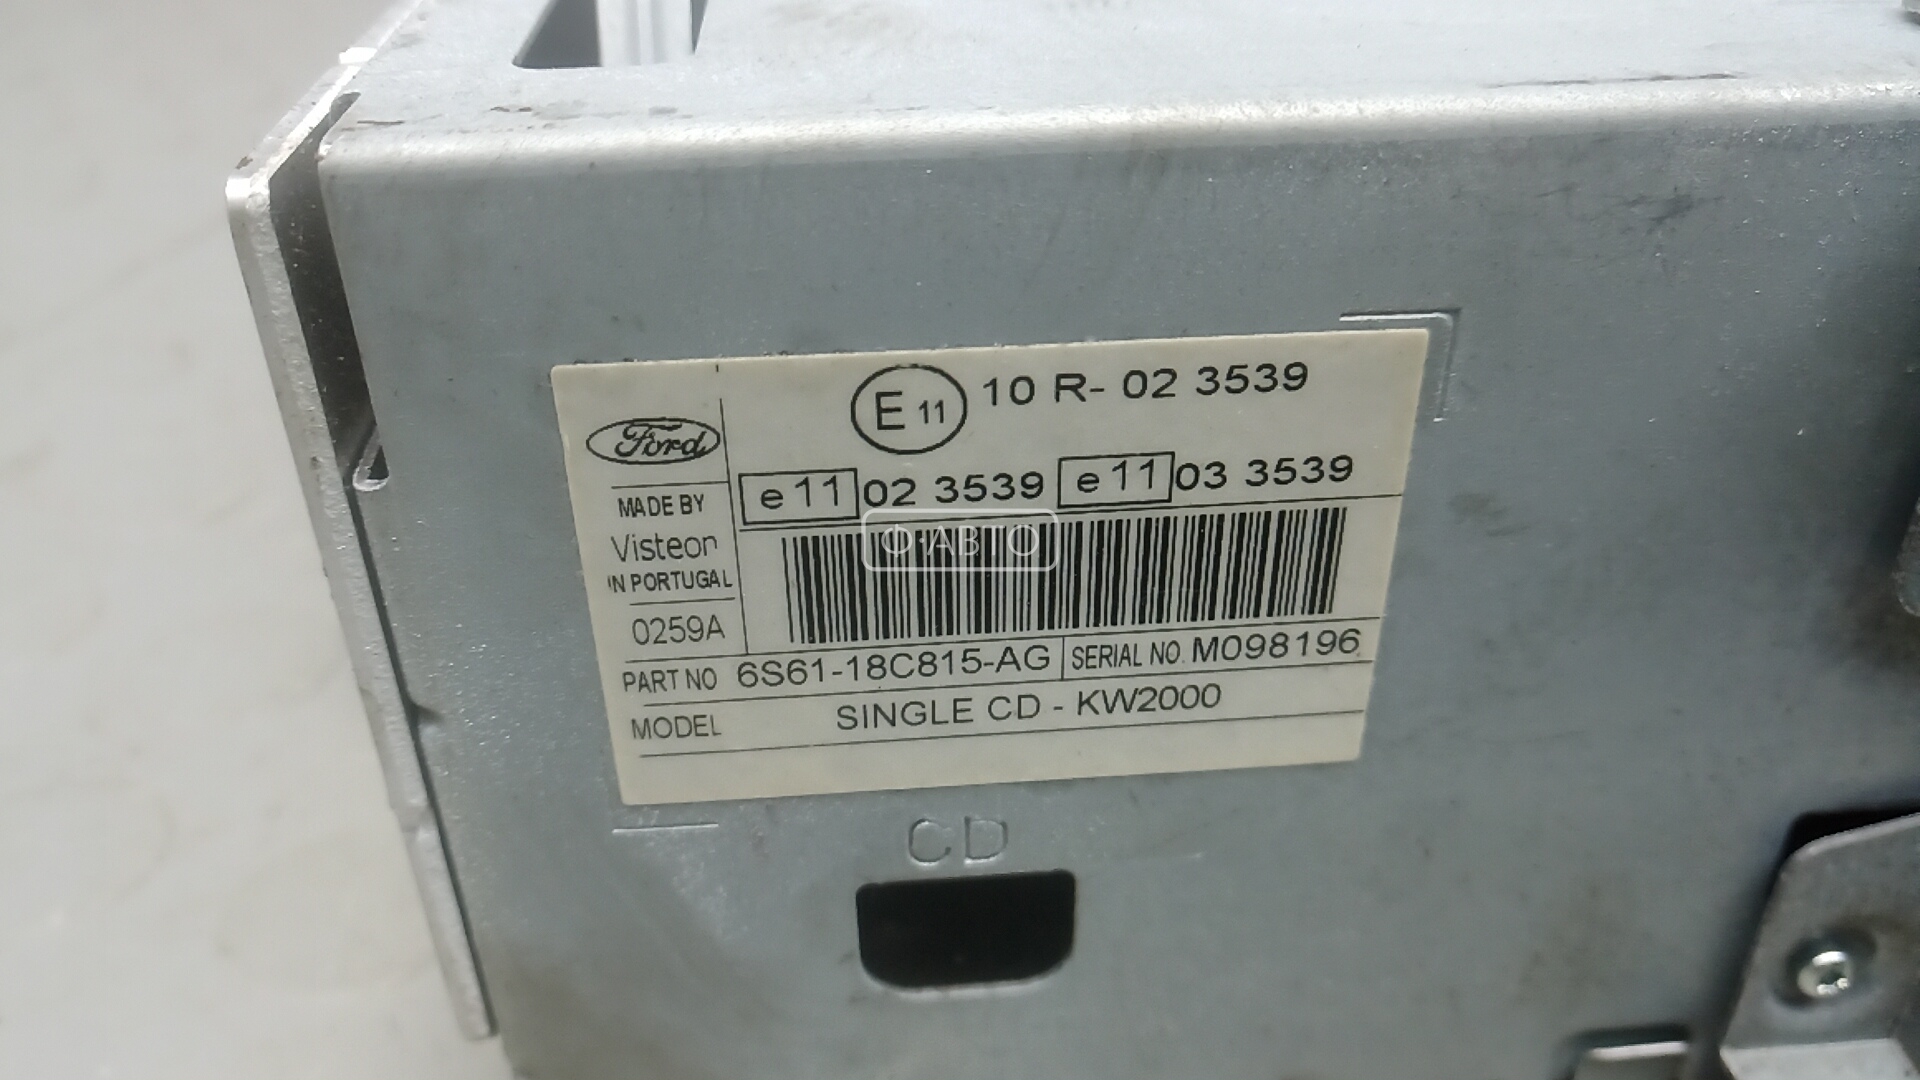 E 11 10 R- 02 3539
Ford
e 11 02 3539 e 11 03 3539
MADE BY
Visteon
IN PORTUGAL
Ф·АВТО
0259A
PART NO 6S61-18C815-AG SERIAL NO. M098196
MODEL SINGLE CD - KW2000
CD